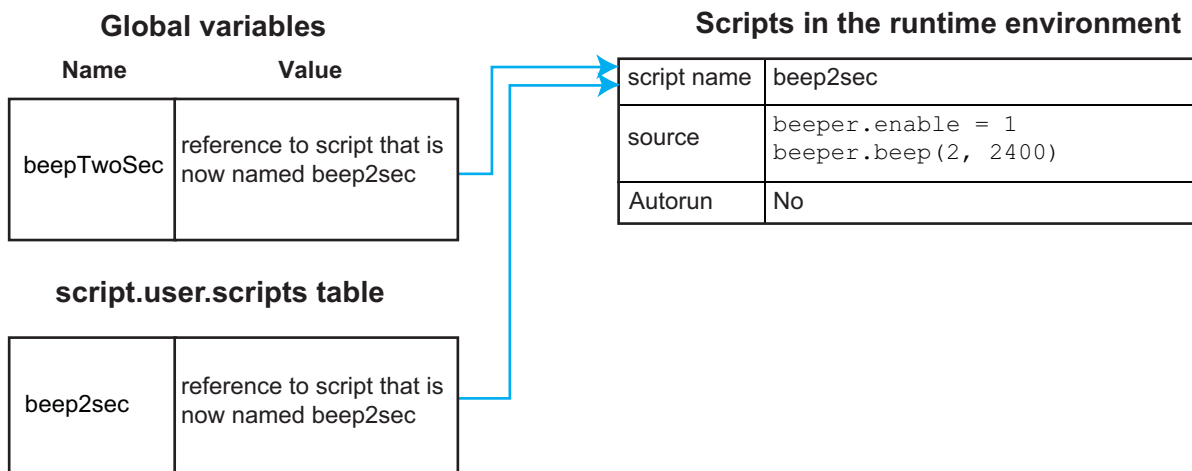 Global variables
Name Value
beepTwoSec reference to script that is
now named beep2sec
script.user.scripts table
beep2sec reference to script that is
now named beep2sec
Scripts in the runtime environment
script name beep2sec
source beeper.enable = 1
beeper.beep(2, 2400)
Autorun No